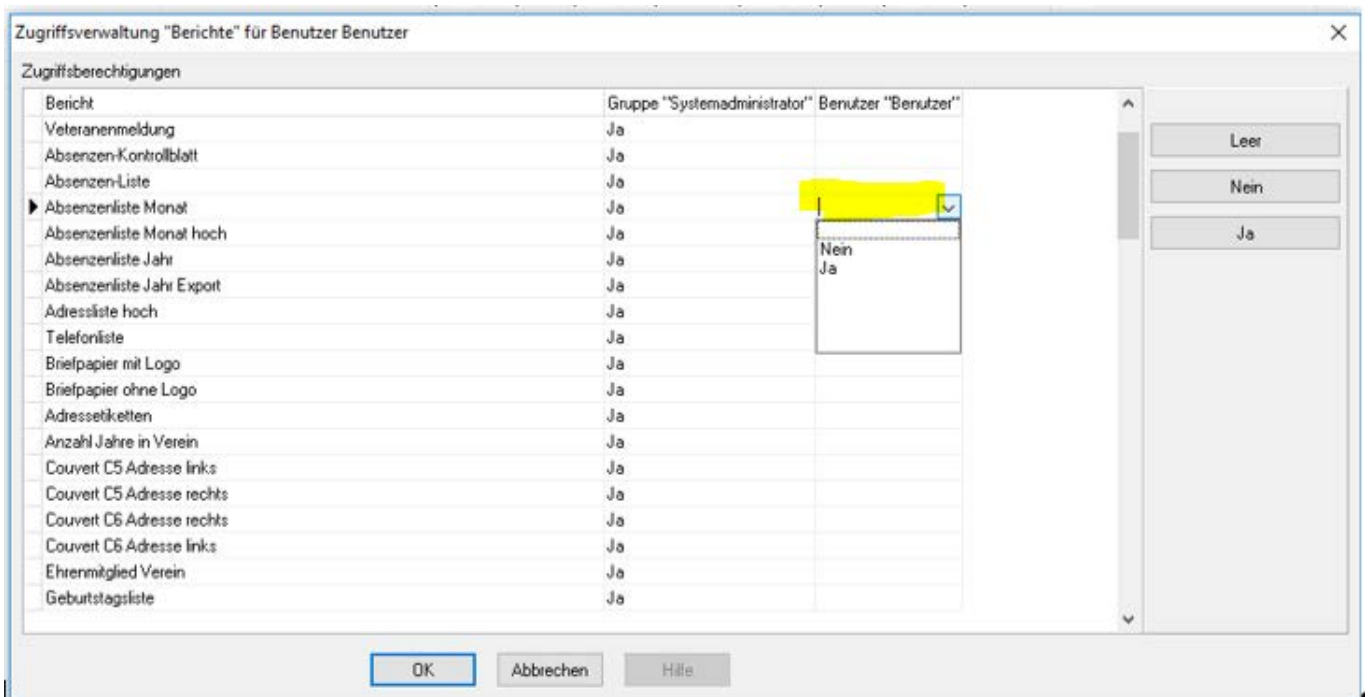 Zugriffsverwaltung "Berichte" für Benutzer Benutzer
Zugriffsberechtigungen
Bericht Gruppe "Systemadministrator" Benutzer "Benutzer"
Veteranenmeldung Ja
Absenzen-Kontrollblatt Ja
Absenzen-Liste Ja
Absenzenliste Monat Ja
Absenzenliste Monat hoch Ja
Nein
Absenzenliste Jahr Ja
Ja
Absenzenliste Jahr Export Ja
Adressliste hoch Ja
Telefonliste Ja
Briefpapier mit Logo Ja
Briefpapier ohne Logo Ja
Adressetiketten Ja
Anzahl Jahre in Verein Ja
Couvert C5 Adresse links Ja
Couvert C5 Adresse rechts Ja
Couvert C6 Adresse rechts Ja
Couvert C6 Adresse links Ja
Ehrenmitglied Verein Ja
Geburtstagsliste Ja
Leer
Nein
Ja
OK Abbrechen Hilfe